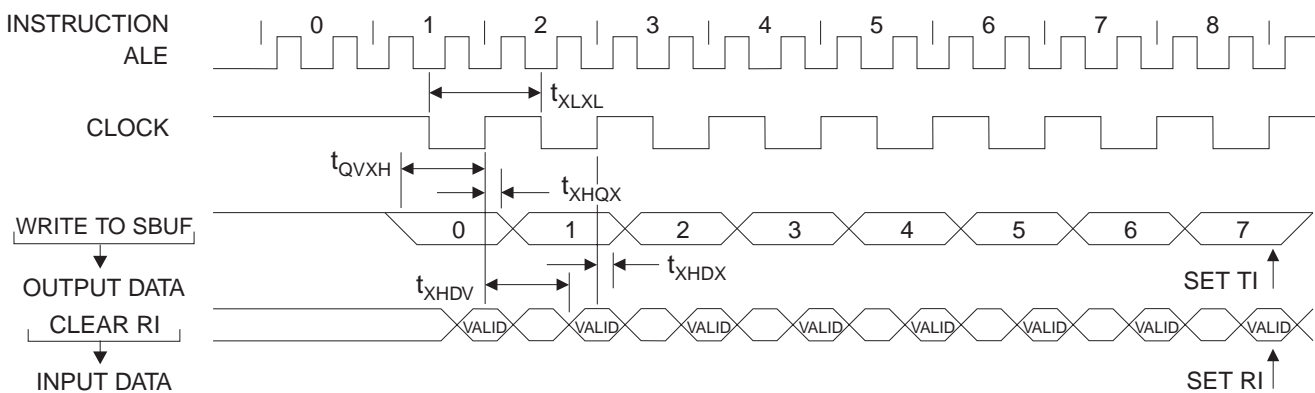 INSTRUCTION 0 1 2 3 4 5 6 7 8
ALE
tXLXL
CLOCK
tQVXH
tXHQX
WRITE TO SBUF 0 1 2 3 4 5 6 7
tXHDX
SET TI
OUTPUT DATA
tXHDV
CLEAR RI VALID VALID VALID VALID VALID VALID VALID VALID
INPUT DATA
SET RI